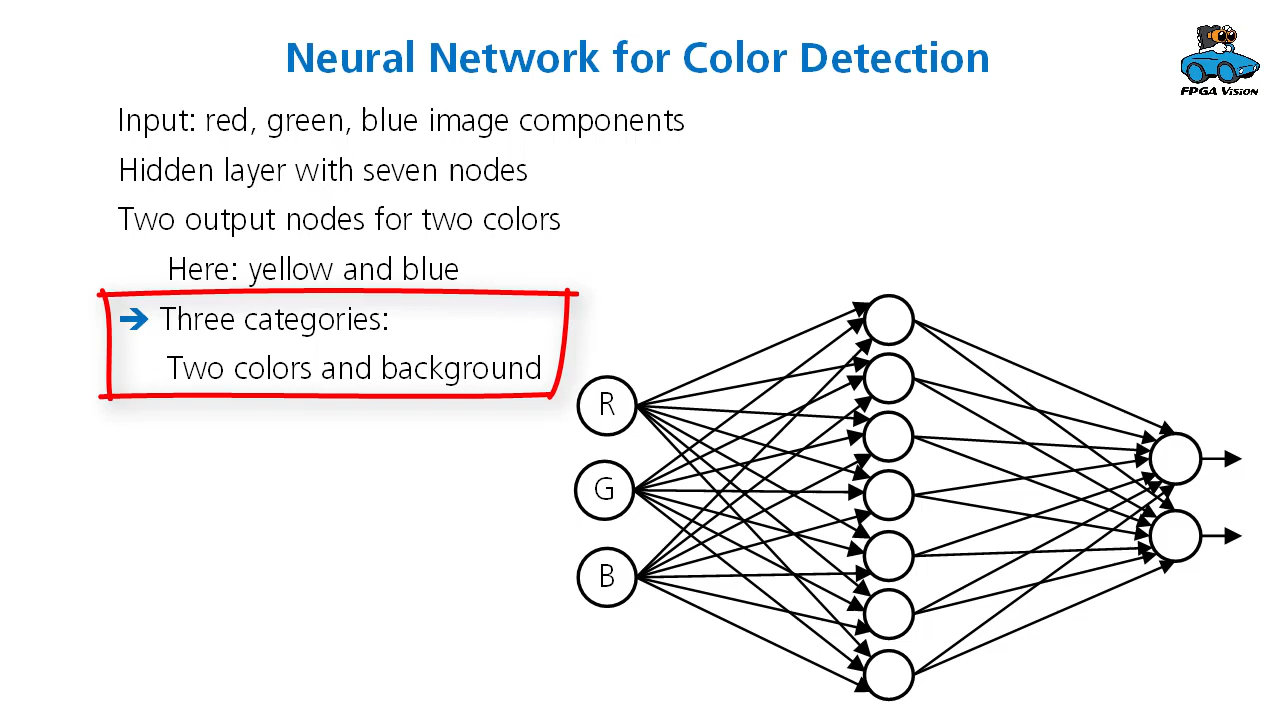 Neural Network for Color Detection
FPGA Vision
Input: red, green, blue image components
Hidden layer with seven nodes
Two output nodes for two colors
Here: yellow and blue
➔ Three categories:
Two colors and background
R
G
B